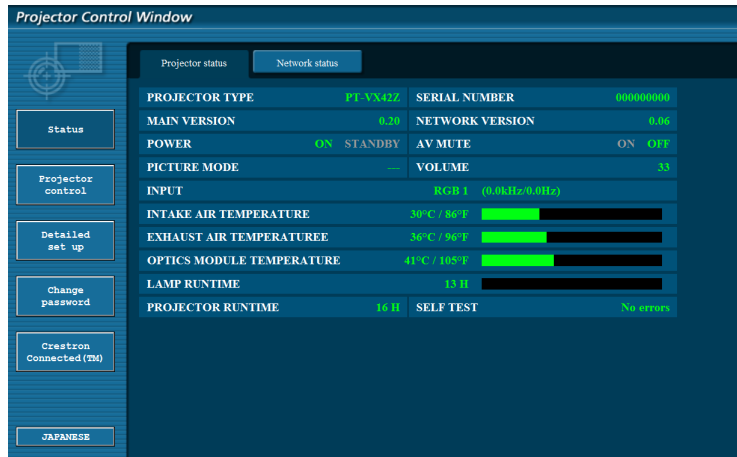 Projector Control Window
Projector status Network status
PROJECTOR TYPE PT-VX42Z SERIAL NUMBER 000000000
MAIN VERSION 0.20 NETWORK VERSION 0.06
POWER ON STANDBY AV MUTE ON OFF
PICTURE MODE --- VOLUME 33
INPUT RGB 1 (0.0kHz/0.0Hz)
INTAKE AIR TEMPERATURE 30°C / 86°F
EXHAUST AIR TEMPERATUREE 36°C / 96°F
OPTICS MODULE TEMPERATURE 41°C / 105°F
LAMP RUNTIME 13 H
PROJECTOR RUNTIME 16 H SELF TEST No errors
Status
Projector
control
Detailed
set up
Change
password
Crestron
Connected(TM)
JAPANESE